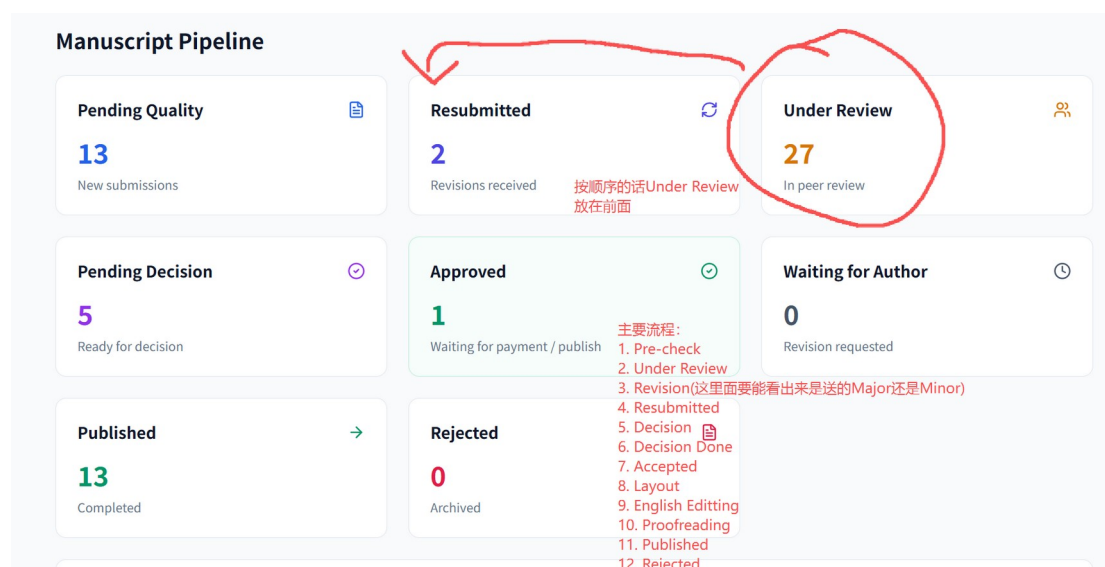 Manuscript Pipeline
Pending Quality
13
New submissions
Resubmitted
2
Revisions received
Under Review
27
In peer review
按顺序的话Under Review
放在前面
Pending Decision
5
Ready for decision
Approved
1
Waiting for payment / publish
Waiting for Author
0
Revision requested
主要流程：
1. Pre-check
2. Under Review
3. Revision(这里面要能看出来是送的Major还是Minor)
4. Resubmitted
5. Decision
6. Decision Done
7. Accepted
8. Layout
9. English Editting
10. Proofreading
11. Published
12. Rejected
Published
13
Completed
Rejected
0
Archived